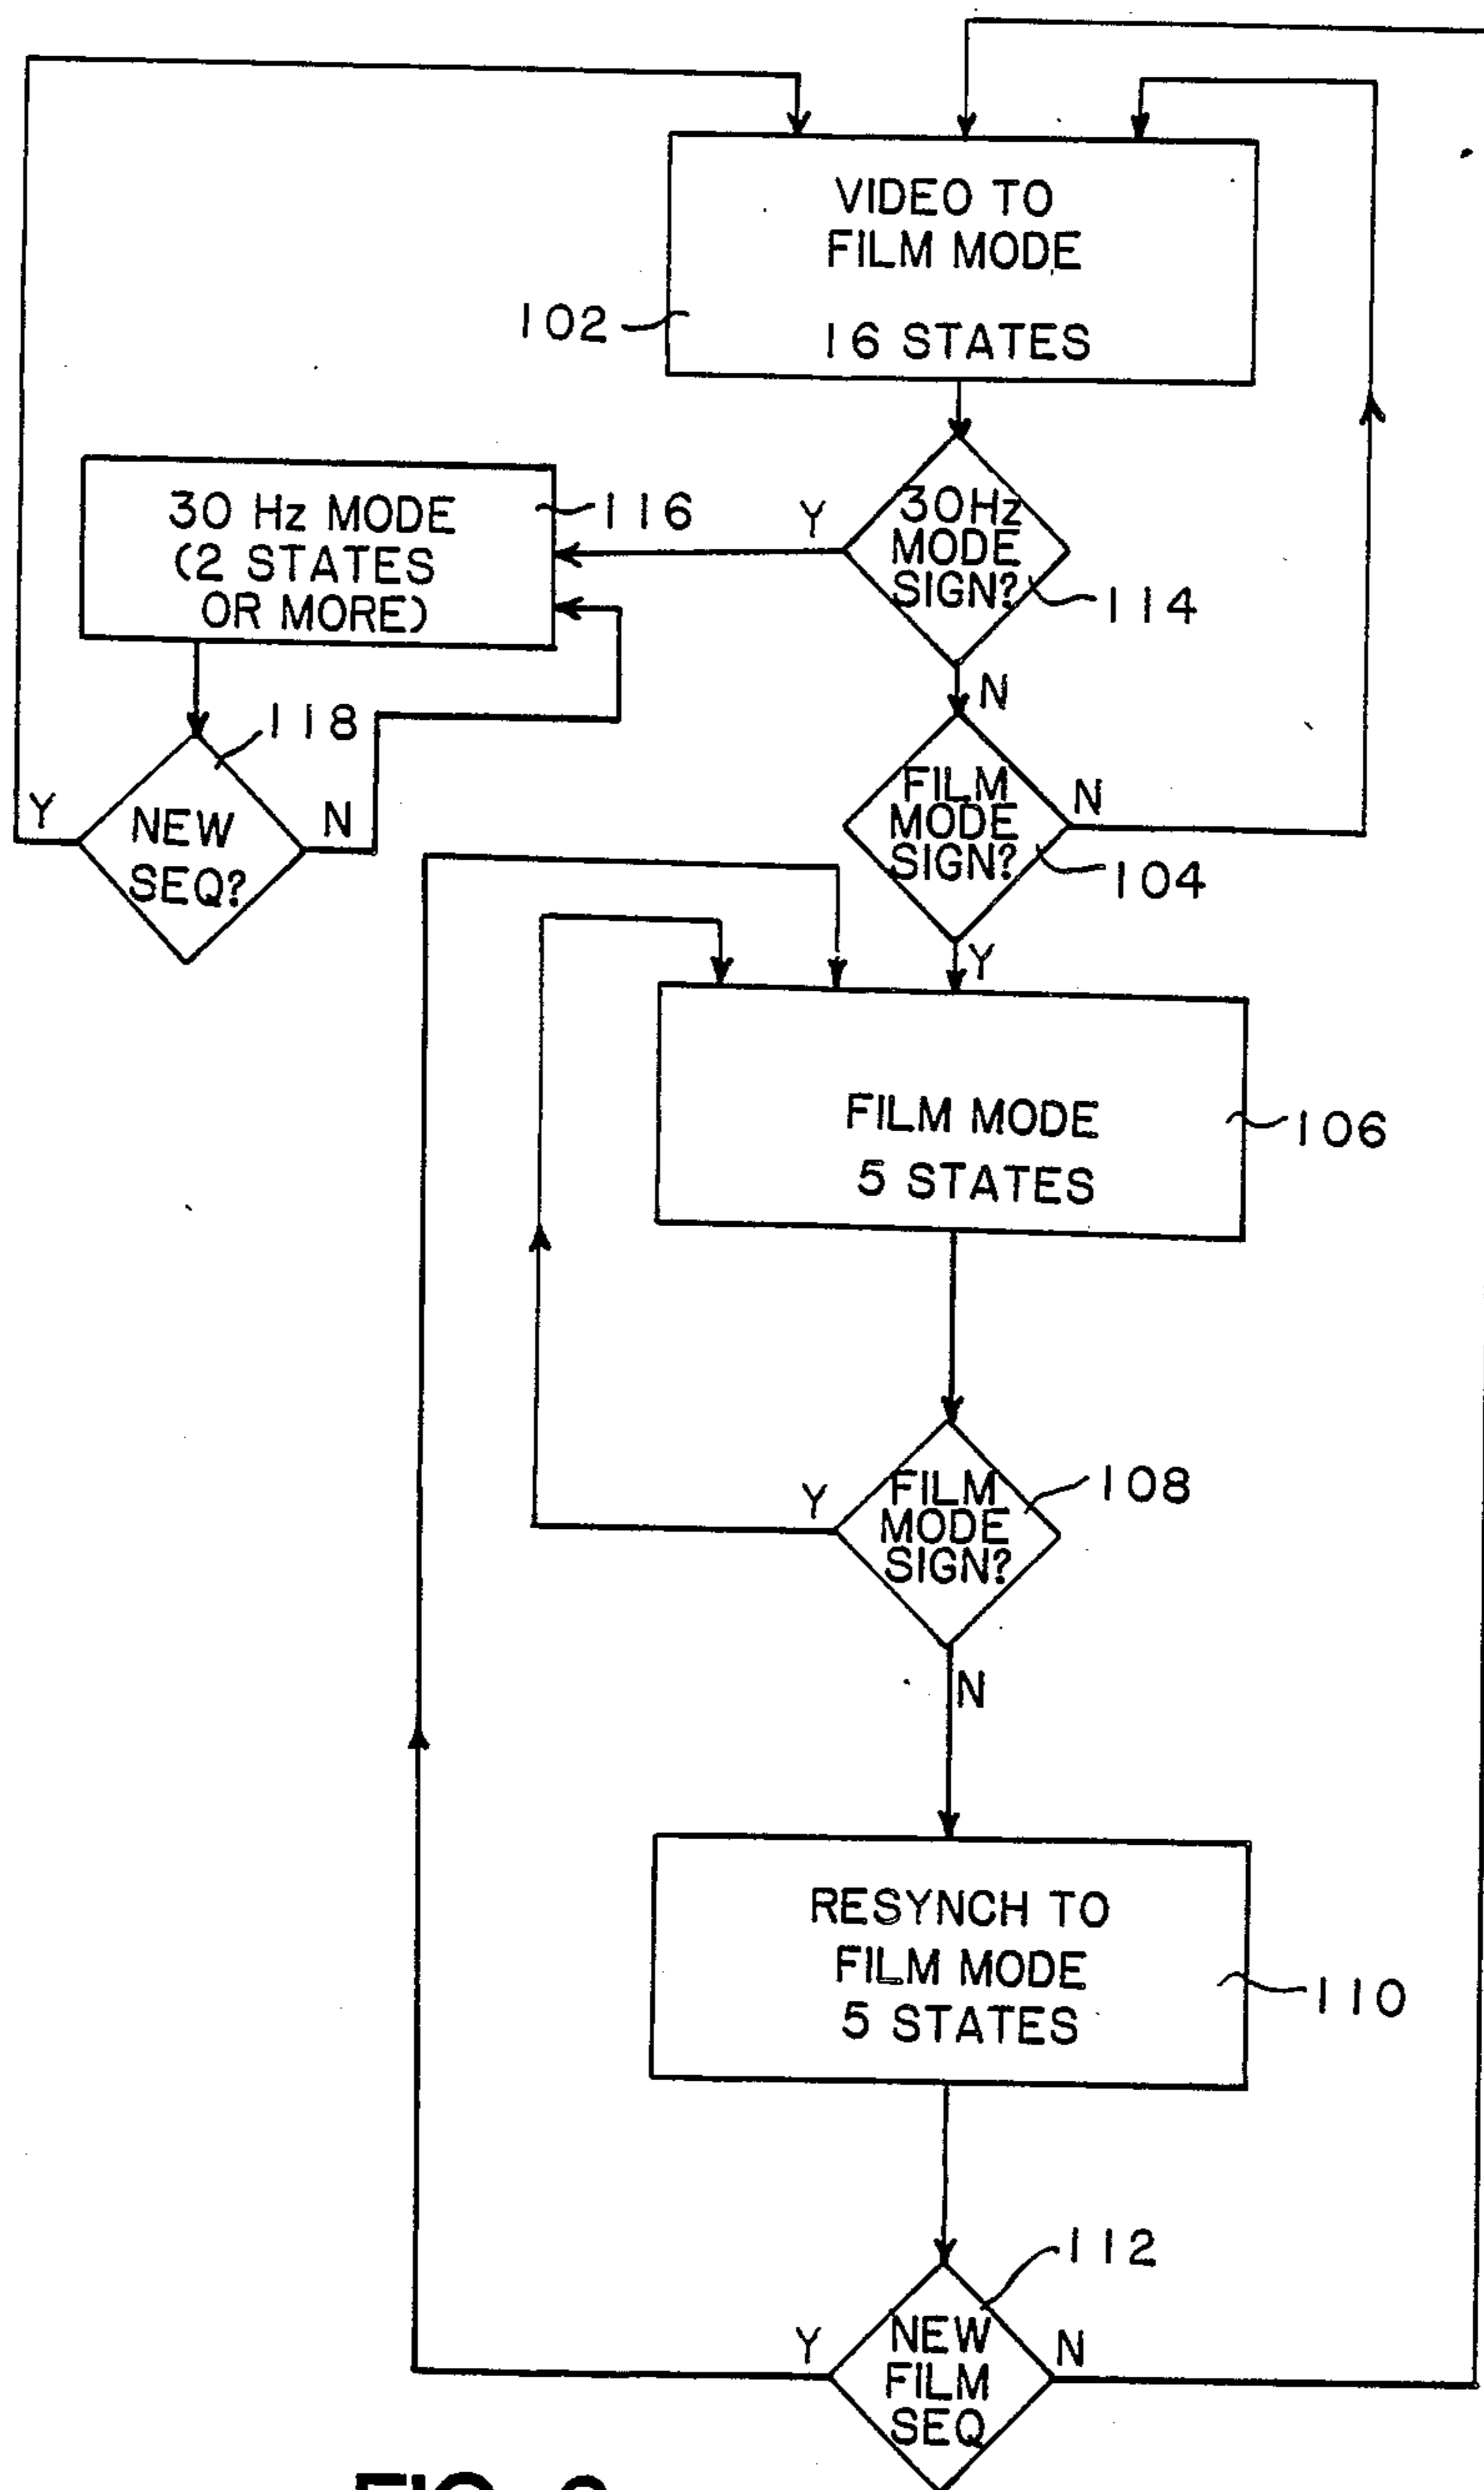 VIDEO TO
FILM MODE
102
16 STATES
30 Hz MODE
(2 STATES
OR MORE)
116
Y
30Hz
MODE
SIGN?
114
N
118
NEW
SEQ?
Y
N
FILM
MODE
SIGN?
N
104
Y
FILM MODE
5 STATES
106
FILM
MODE
SIGN?
108
Y
N
RESYNCH TO
FILM MODE
5 STATES
110
112
NEW
FILM
SEQ
Y
N